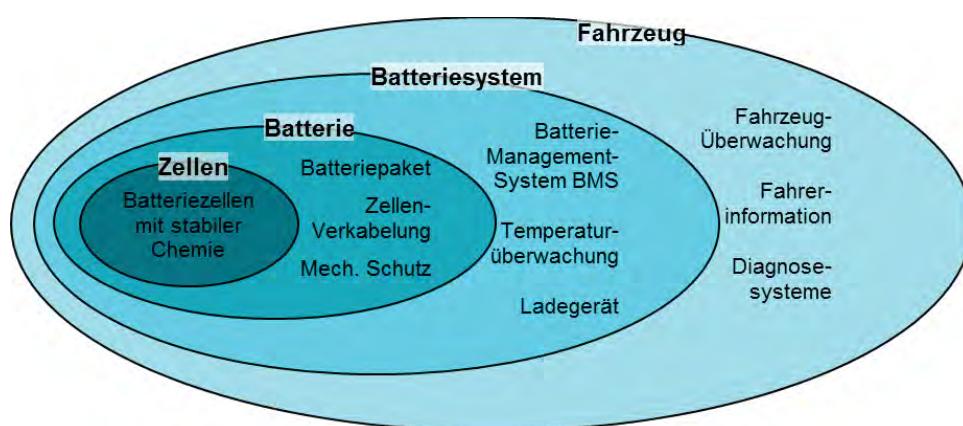 Fahrzeug
Batteriesystem
Batterie
Zellen
Batteriezellen
mit stabiler
Chemie
Batteriepaket
Zellen-
Verkabelung
Mech. Schutz
Batterie-
Management-
System BMS
Temperatur-
überwachung
Ladegerät
Fahrzeug-
Überwachung
Fahrer-
information
Diagnose-
systeme